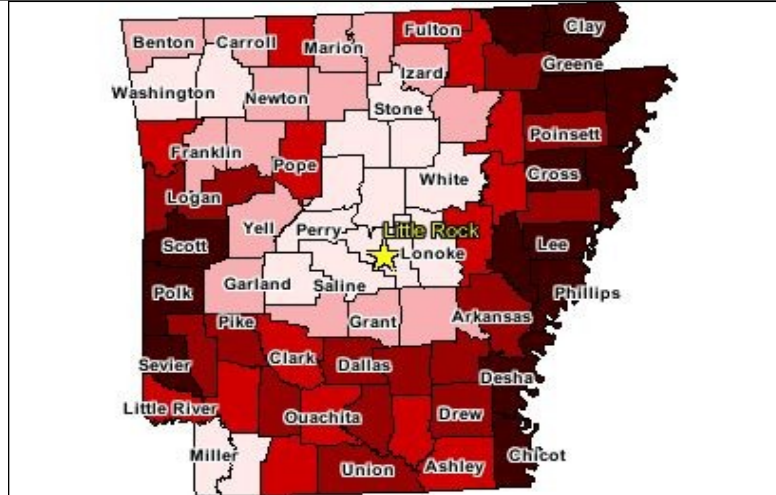 Benton
Carroll
Marion
Fulton
Clay
Greene
Izard
Washington
Newton
Stone
Poinsett
Franklin
Pope
White
Cross
Logan
Yell
Perry
Little Rock
Lonoke
Lee
Scott
Garland
Saline
Polk
Phillips
Pike
Grant
Arkansas
Clark
Dallas
Sevier
Desha
Little River
Ouachita
Drew
Miller
Union
Ashley
Chicot